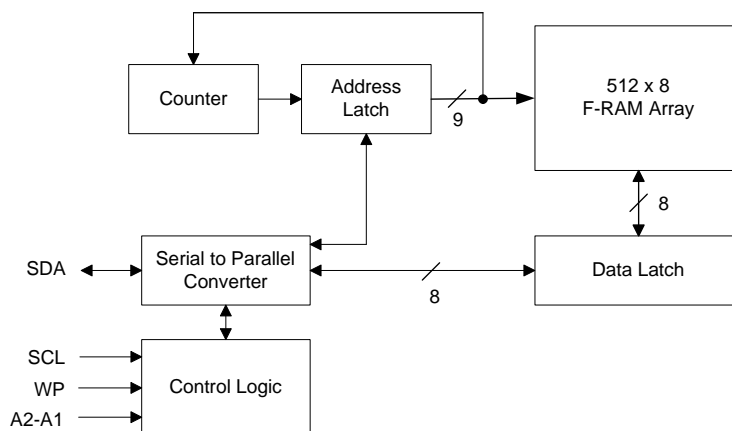 Counter
Address
Latch
9
512 x 8
F-RAM Array
8
SDA
Serial to Parallel
Converter
8
Data Latch
SCL
WP
A2-A1
Control Logic